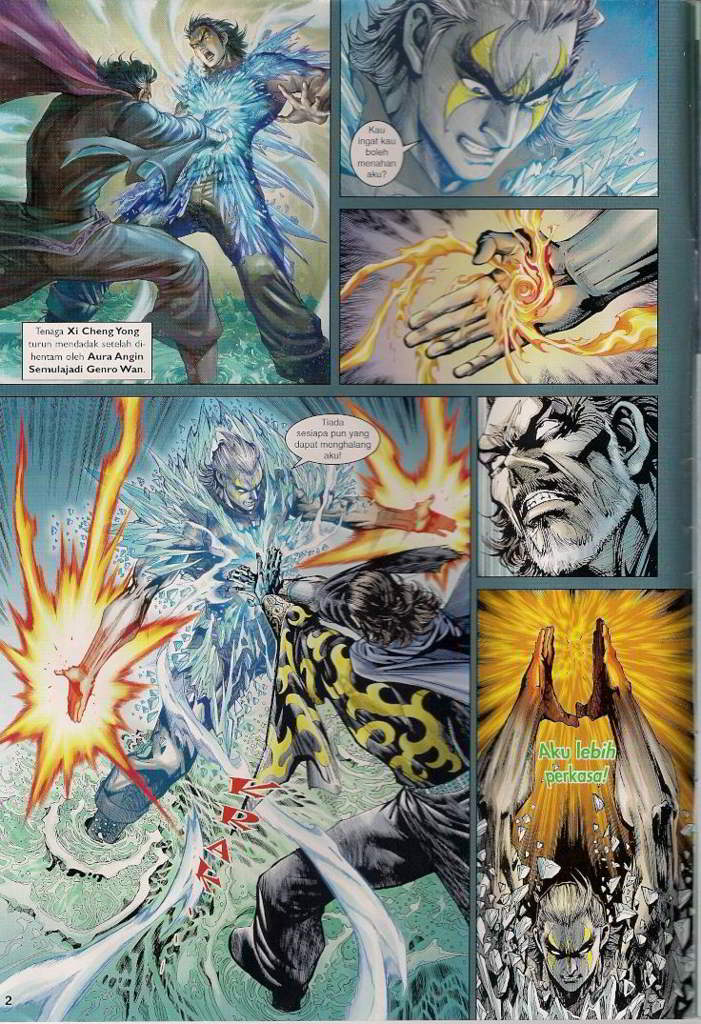 Kau
ingat kau
boleh
menahan
aku?
Tenaga Xi Cheng Yong
turun mendadak setelah di-
hentam oleh Aura Angin
Semulajadi Genro Wan.
Tiada
sesiapa pun yang
dapat menghalang
aku!
KRAK
Aku lebih
perkasa!
2